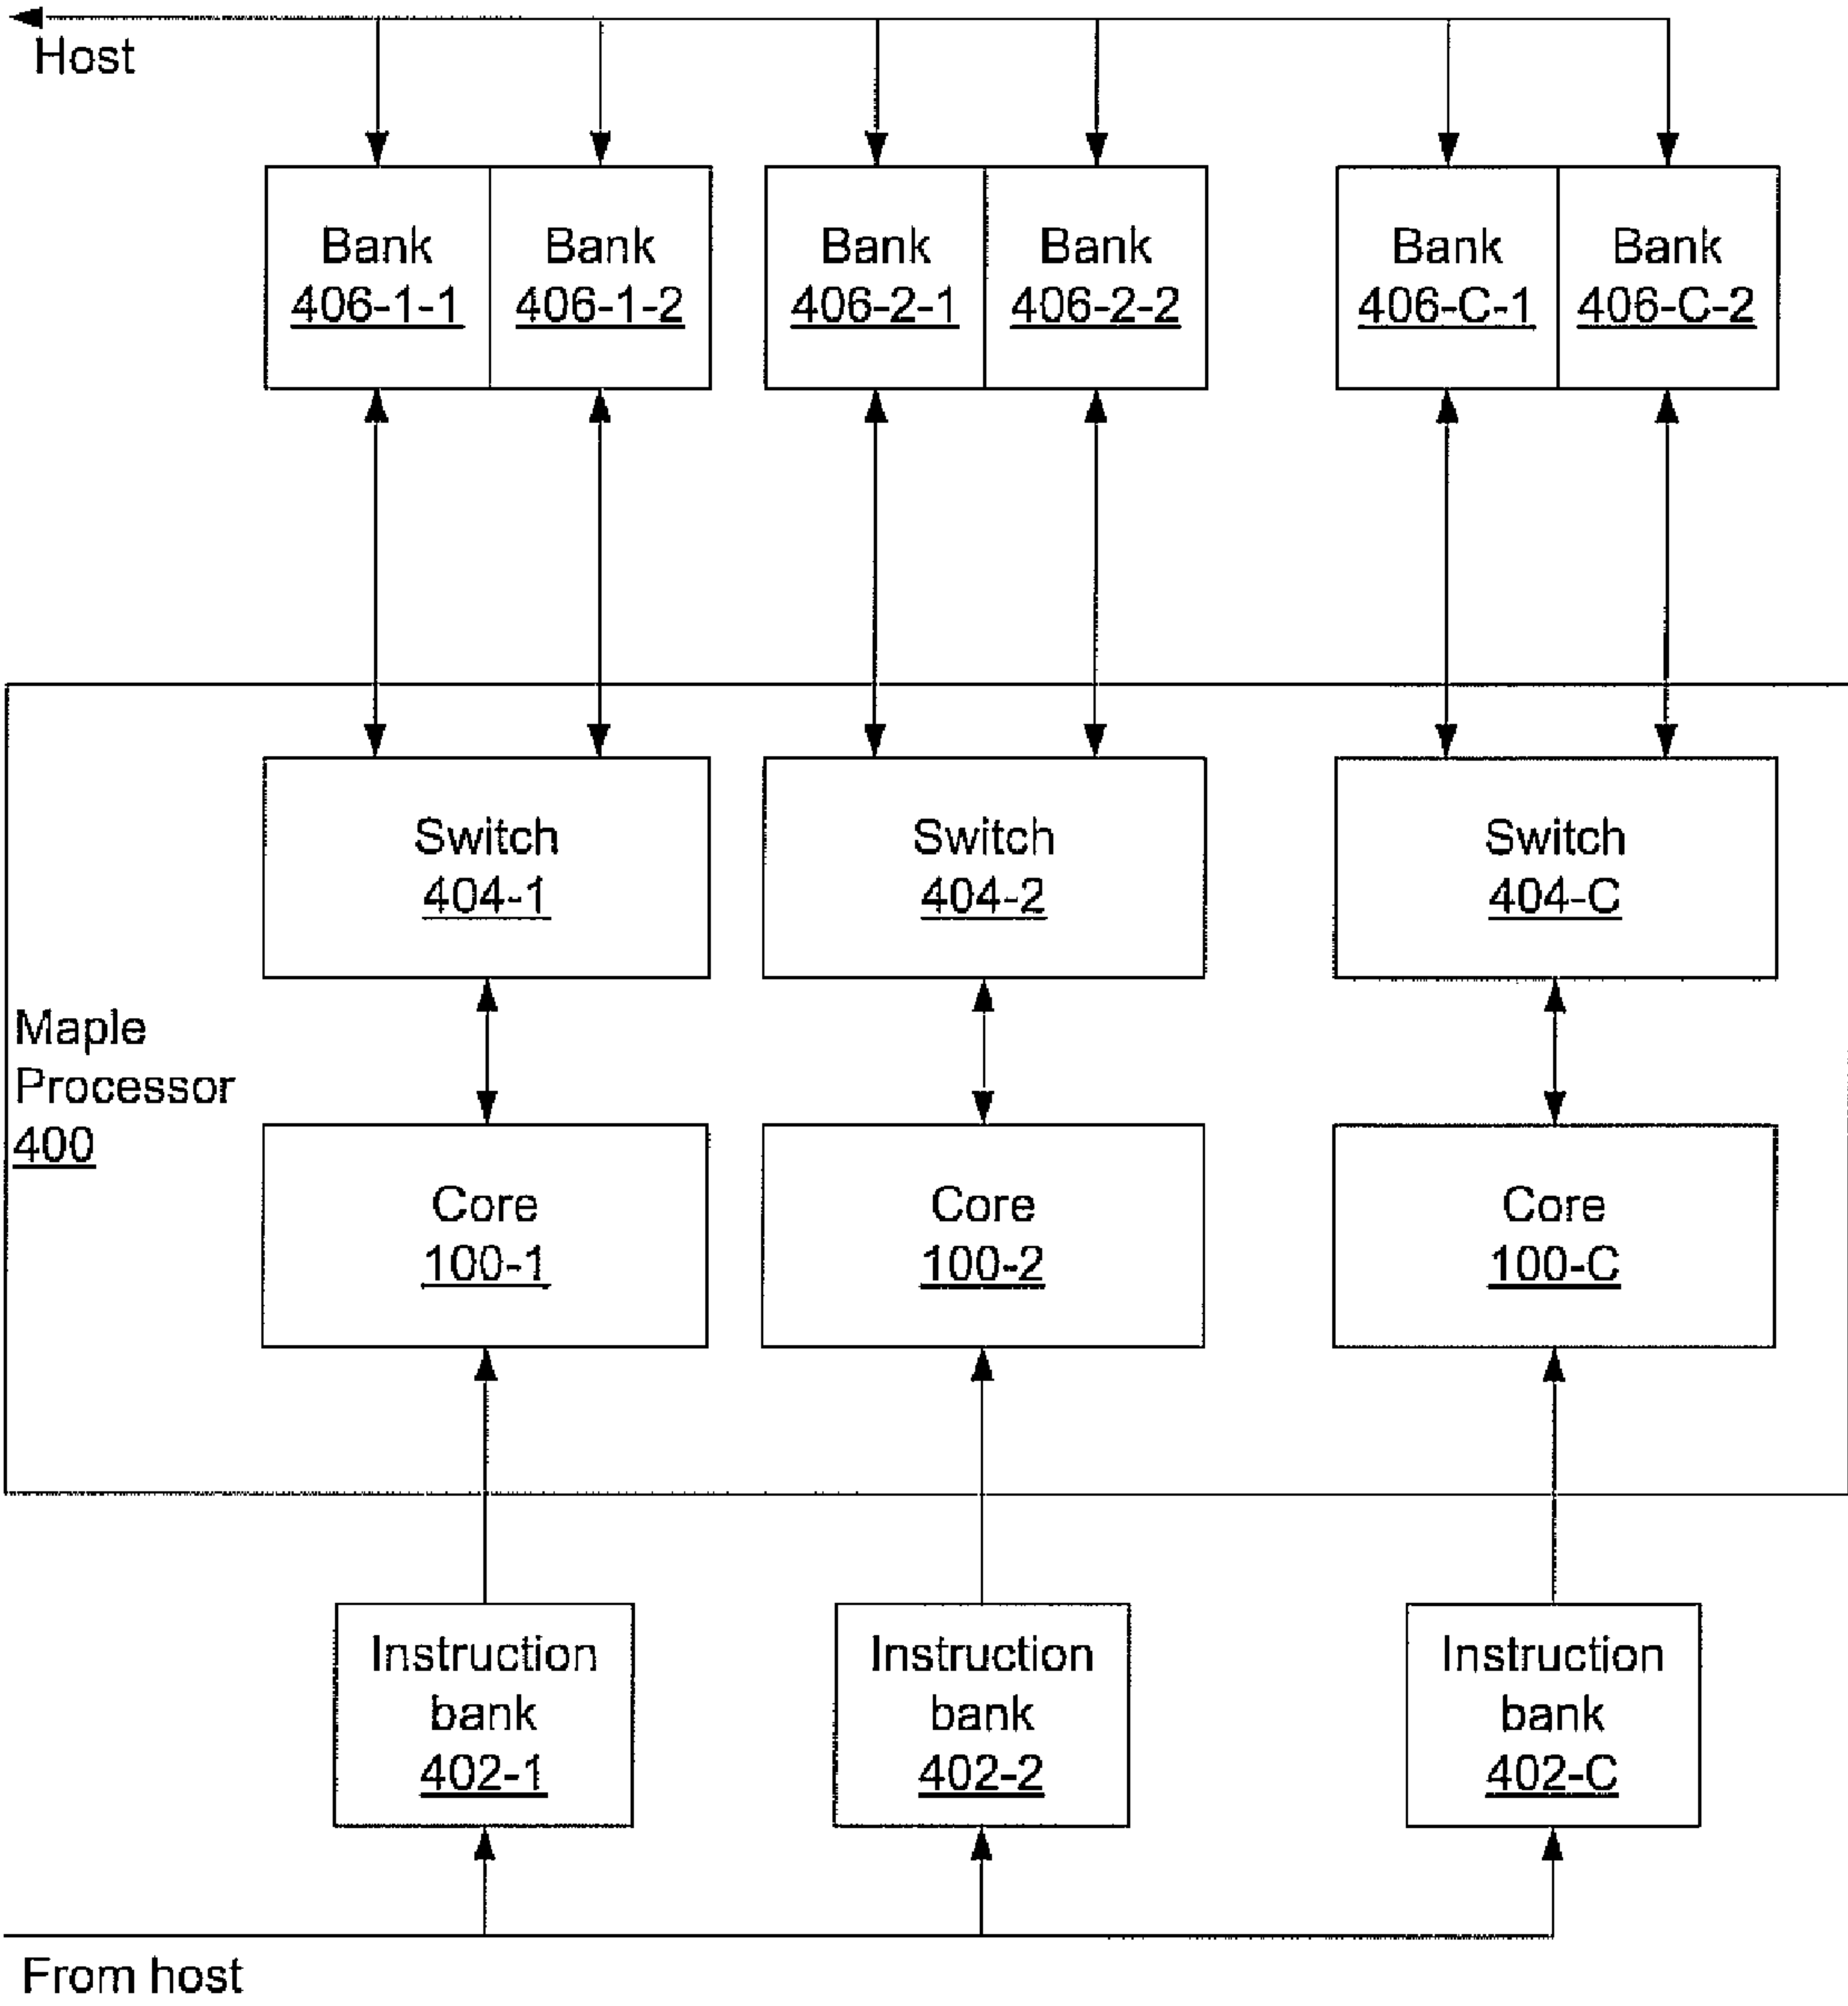 Host
Bank
406-1-1
Bank
406-1-2
Bank
406-2-1
Bank
406-2-2
Bank
406-C-1
Bank
406-C-2
Switch
404-1
Switch
404-2
Switch
404-C
Maple
Processor
400
Core
100-1
Core
100-2
Core
100-C
Instruction
bank
402-1
Instruction
bank
402-2
Instruction
bank
402-C
From host